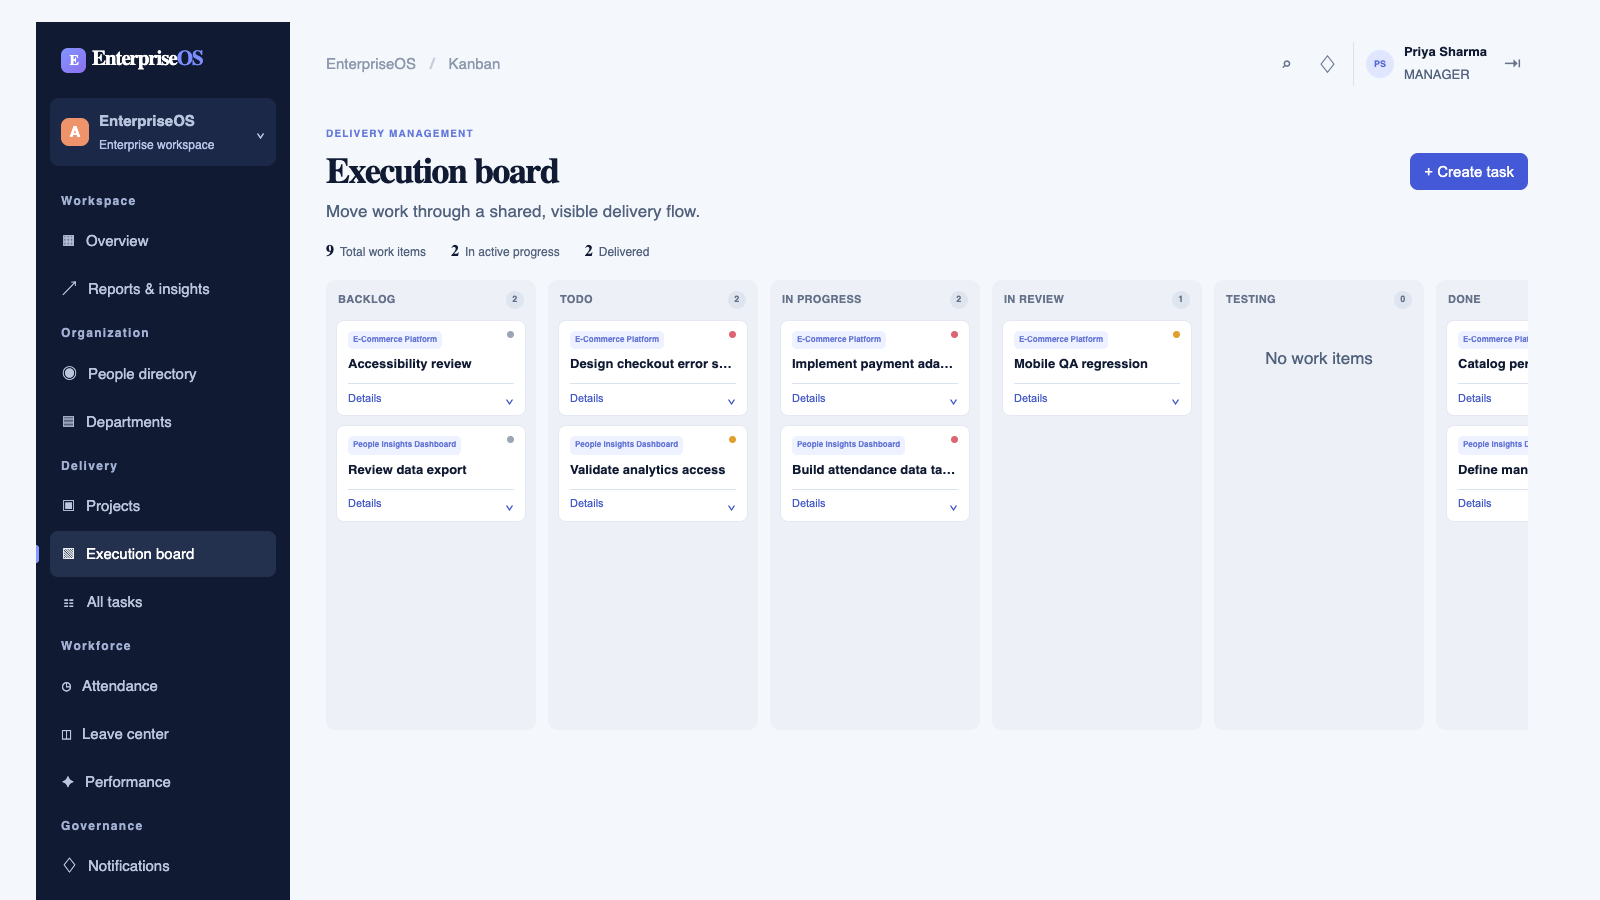 E EnterpriseOS
A EnterpriseOS
Enterprise workspace
Workspace
Overview
Reports & insights
Organization
People directory
Departments
Delivery
Projects
Execution board
All tasks
Workforce
Attendance
Leave center
Performance
Governance
Notifications
EnterpriseOS / Kanban
PS
Priya Sharma
MANAGER
DELIVERY MANAGEMENT
Execution board
+ Create task
Move work through a shared, visible delivery flow.
9 Total work items 2 In active progress 2 Delivered
BACKLOG 2
E-Commerce Platform
Accessibility review
Details
People Insights Dashboard
Review data export
Details
TODO 2
E-Commerce Platform
Design checkout error s...
Details
People Insights Dashboard
Validate analytics access
Details
IN PROGRESS 2
E-Commerce Platform
Implement payment ada...
Details
People Insights Dashboard
Build attendance data ta...
Details
IN REVIEW 1
E-Commerce Platform
Mobile QA regression
Details
TESTING 0
No work items
DONE
E-Commerce Pla
Catalog per
Details
People Insights D
Define man
Details